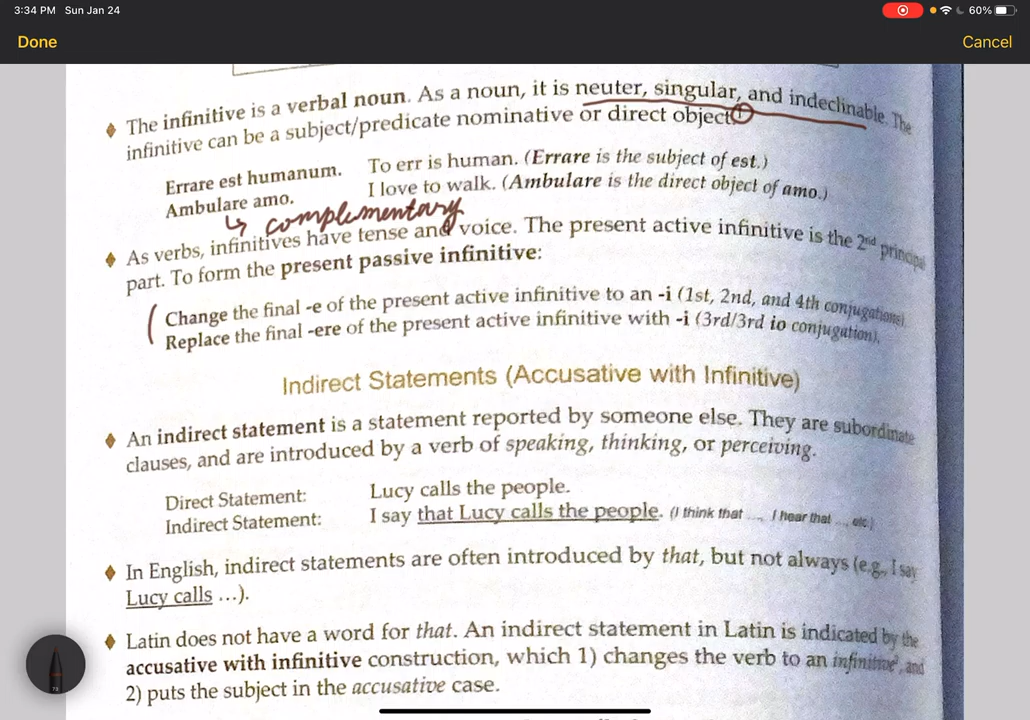 3:34 PM Sun Jan 24
60%
Done
Cancel
The infinitive is a verbal noun. As a noun, it is neuter, singular, and indeclinable. The
infinitive can be a subject/predicate nominative or direct object.
Errare est humanum. To err is human. (Errare is the subject of est.)
Ambulare amo. I love to walk. (Ambulare is the direct object of amo.)
↳ complementary
As verbs, infinitives have tense and voice. The present active infinitive is the 2nd principal
part. To form the present passive infinitive:
Change the final -e of the present active infinitive to an -i (1st, 2nd, and 4th conjugations).
Replace the final -ere of the present active infinitive with -i (3rd/3rd io conjugation).
Indirect Statements (Accusative with Infinitive)
An indirect statement is a statement reported by someone else. They are subordinate
clauses, and are introduced by a verb of speaking, thinking, or perceiving.
Direct Statement: Lucy calls the people.
Indirect Statement: I say that Lucy calls the people. (I think that ..., I hear that ..., etc.)
In English, indirect statements are often introduced by that, but not always (e.g., I say
Lucy calls ...).
Latin does not have a word for that. An indirect statement in Latin is indicated by the
accusative with infinitive construction, which 1) changes the verb to an infinitive, and
2) puts the subject in the accusative case.